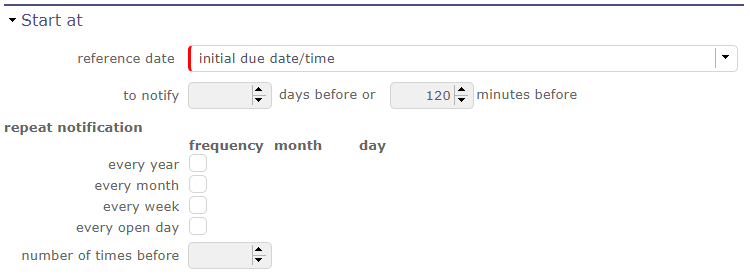 Start at
reference date initial due date/time
to notify days before or 120 minutes before
repeat notification
frequency month day
every year
every month
every week
every open day
number of times before